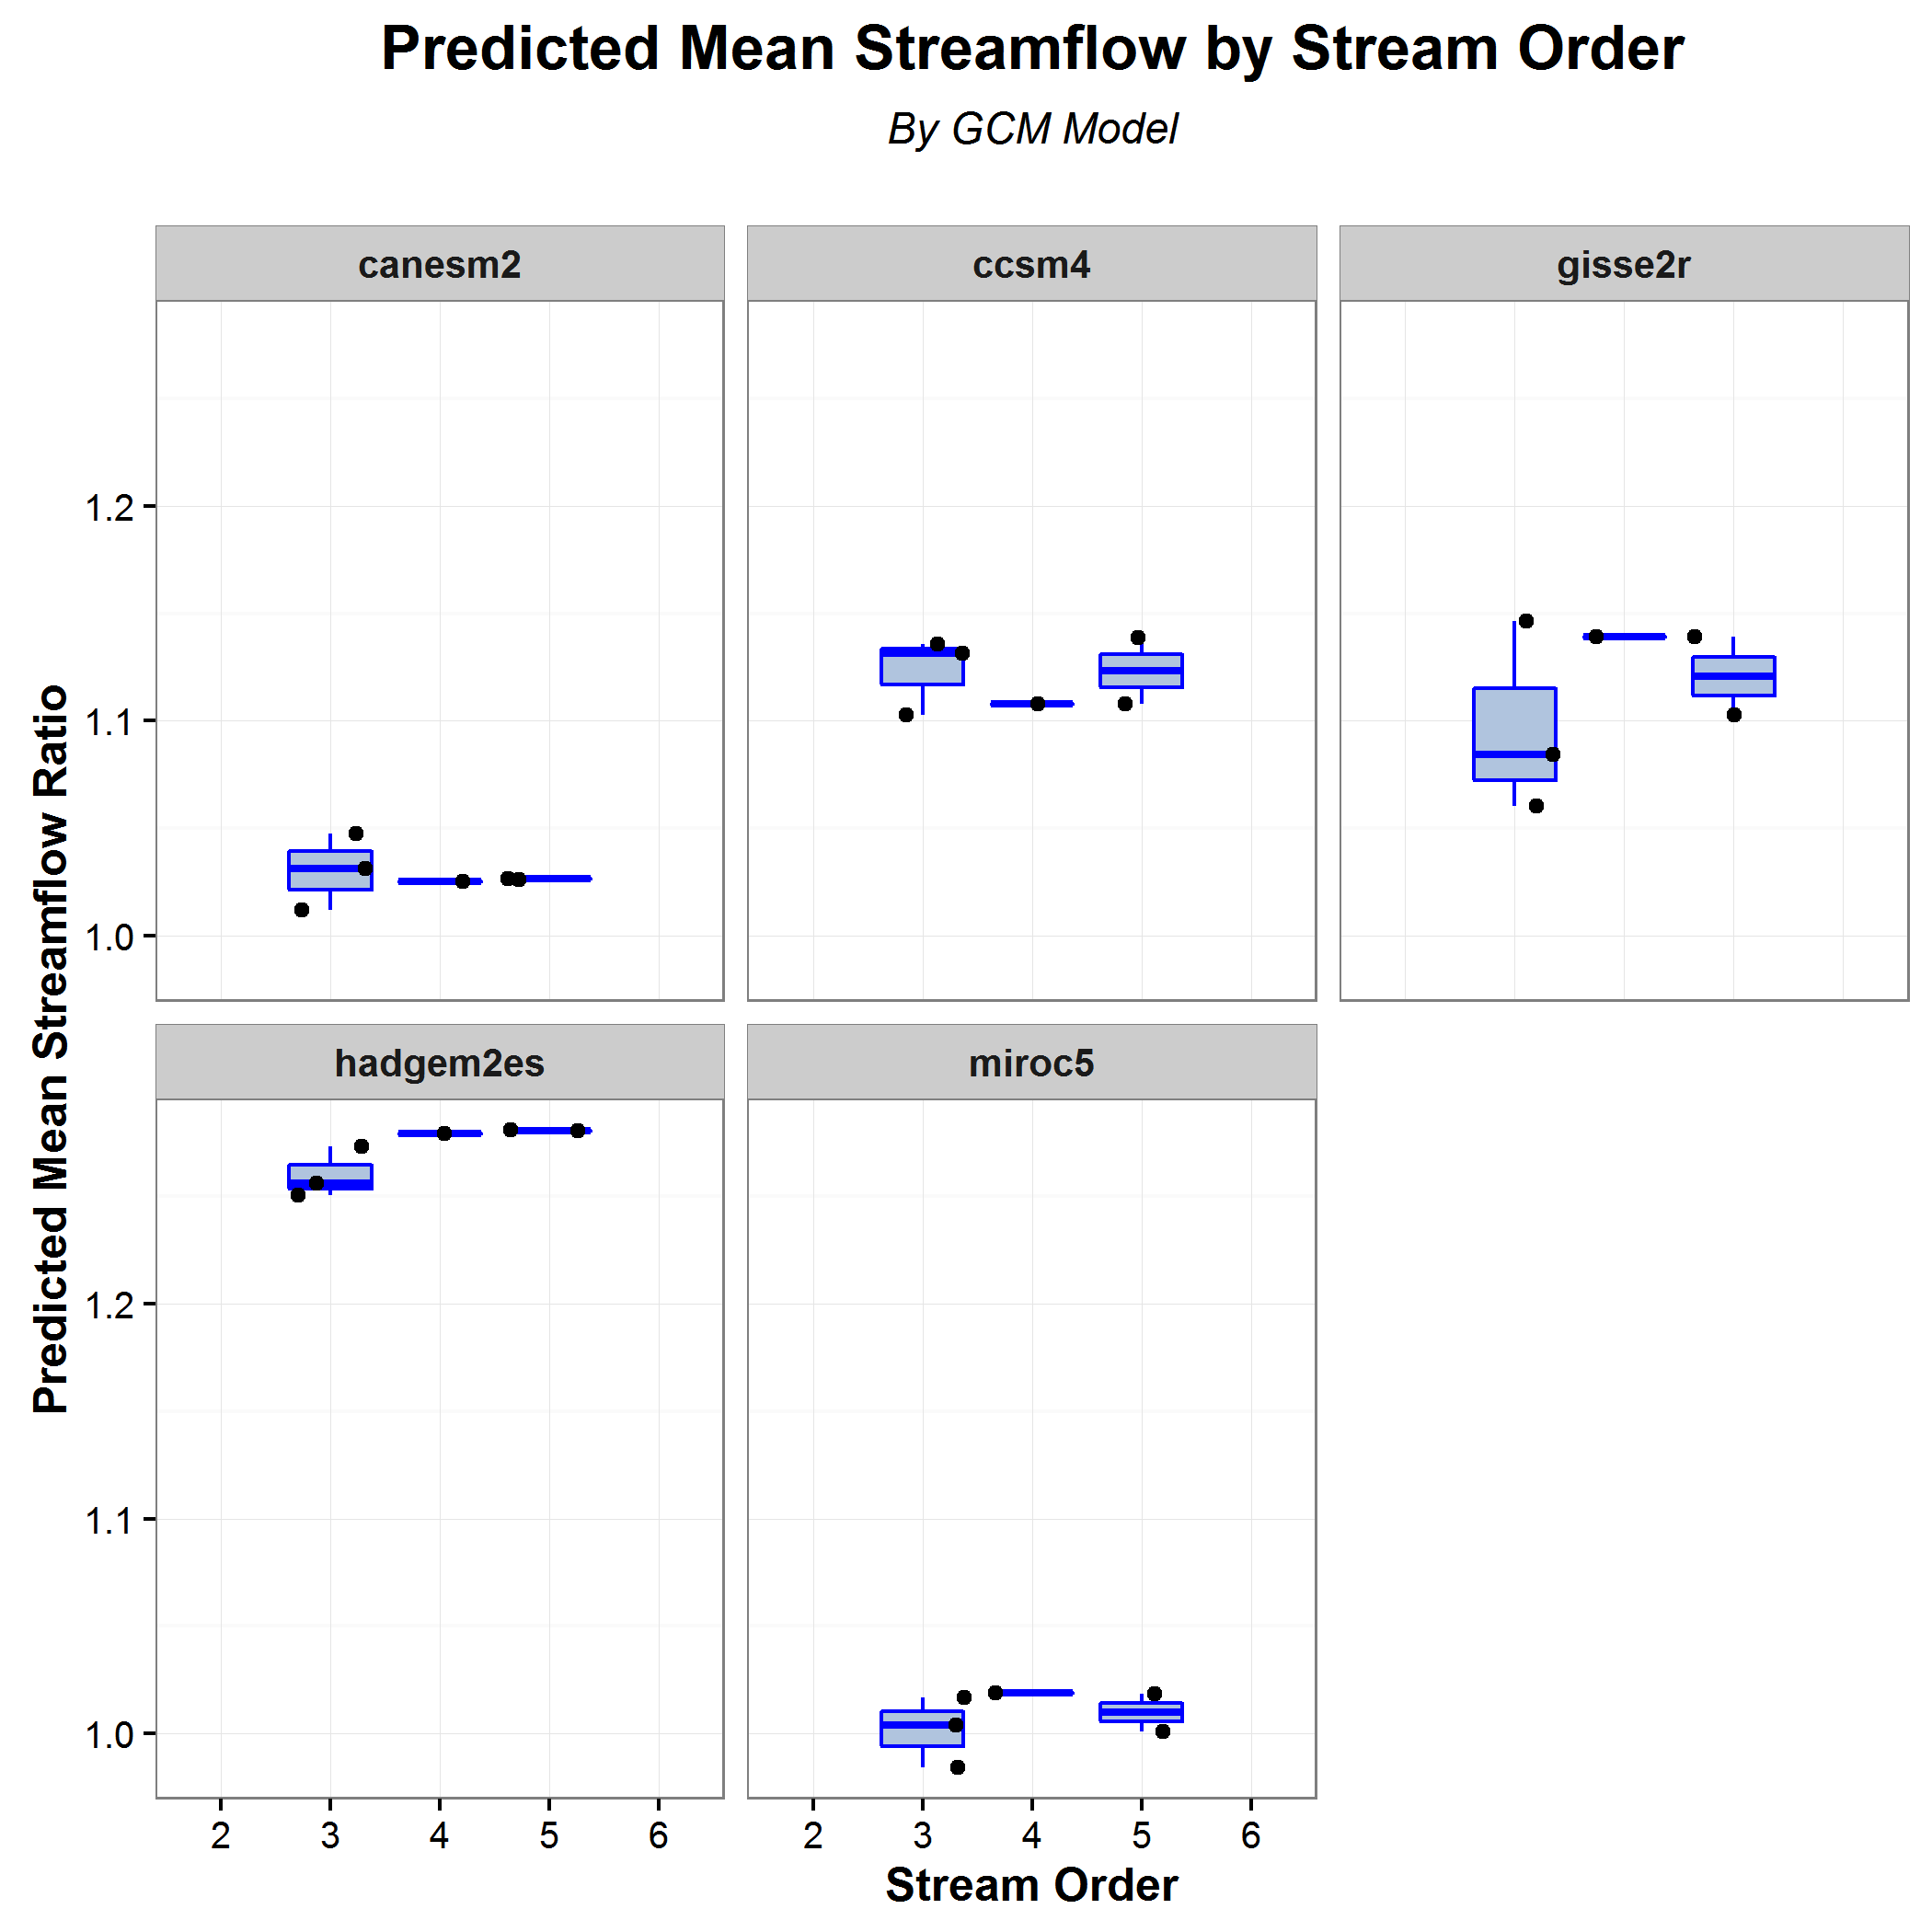 Predicted Mean Streamflow by Stream Order
By GCM Model
canesm2
ccsm4
gisse2r
1.2
1.1
1.0
Predicted Mean Streamflow Ratio
hadgem2es
miroc5
1.2
1.1
1.0
2 3 4 5 6
2 3 4 5 6
Stream Order